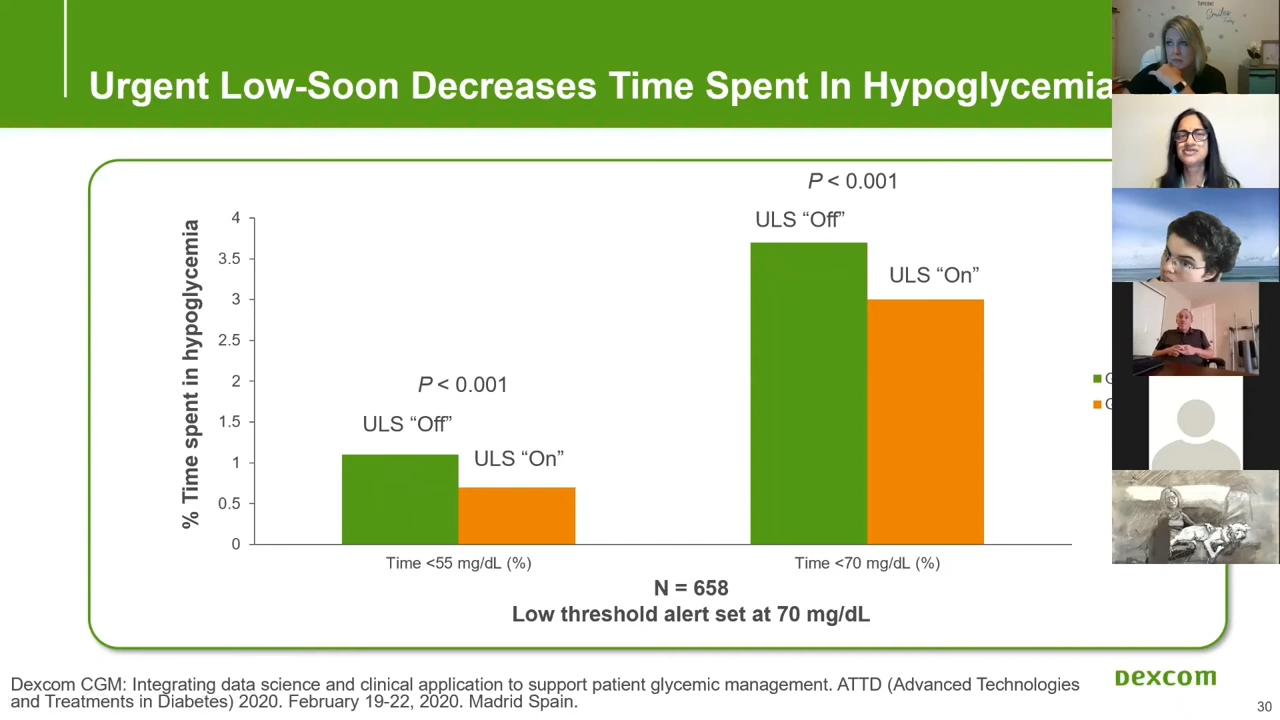 Urgent Low-Soon Decreases Time Spent In Hypoglycemia
P < 0.001
ULS “Off”
ULS “On”
P < 0.001
ULS “Off”
ULS “On”
% Time spent in hypoglycemia
4
3.5
3
2.5
2
1.5
1
0.5
0
Time <55 mg/dL (%)
Time <70 mg/dL (%)
N = 658
Low threshold alert set at 70 mg/dL
Dexcom CGM: Integrating data science and clinical application to support patient glycemic management. ATTD (Advanced Technologies
and Treatments in Diabetes) 2020. February 19-22, 2020. Madrid Spain.
Dexcom
30